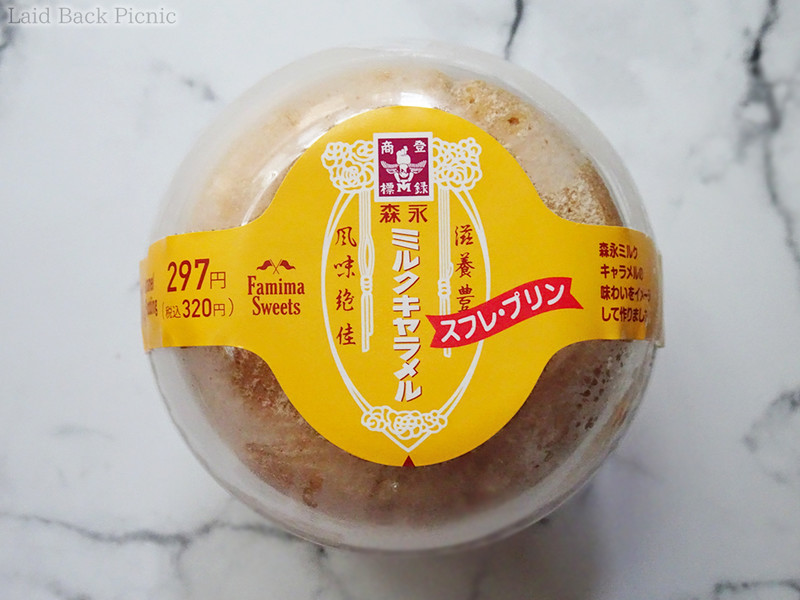 Laid Back Picnic
商 登
標 録
森永
ミルクキャラメル
滋養豊
風味絶佳
スフレ・プリン
297円
(税込320円)
Famima
Sweets
森永ミルク
キャラメルの
味わいをイメージ
して作りました